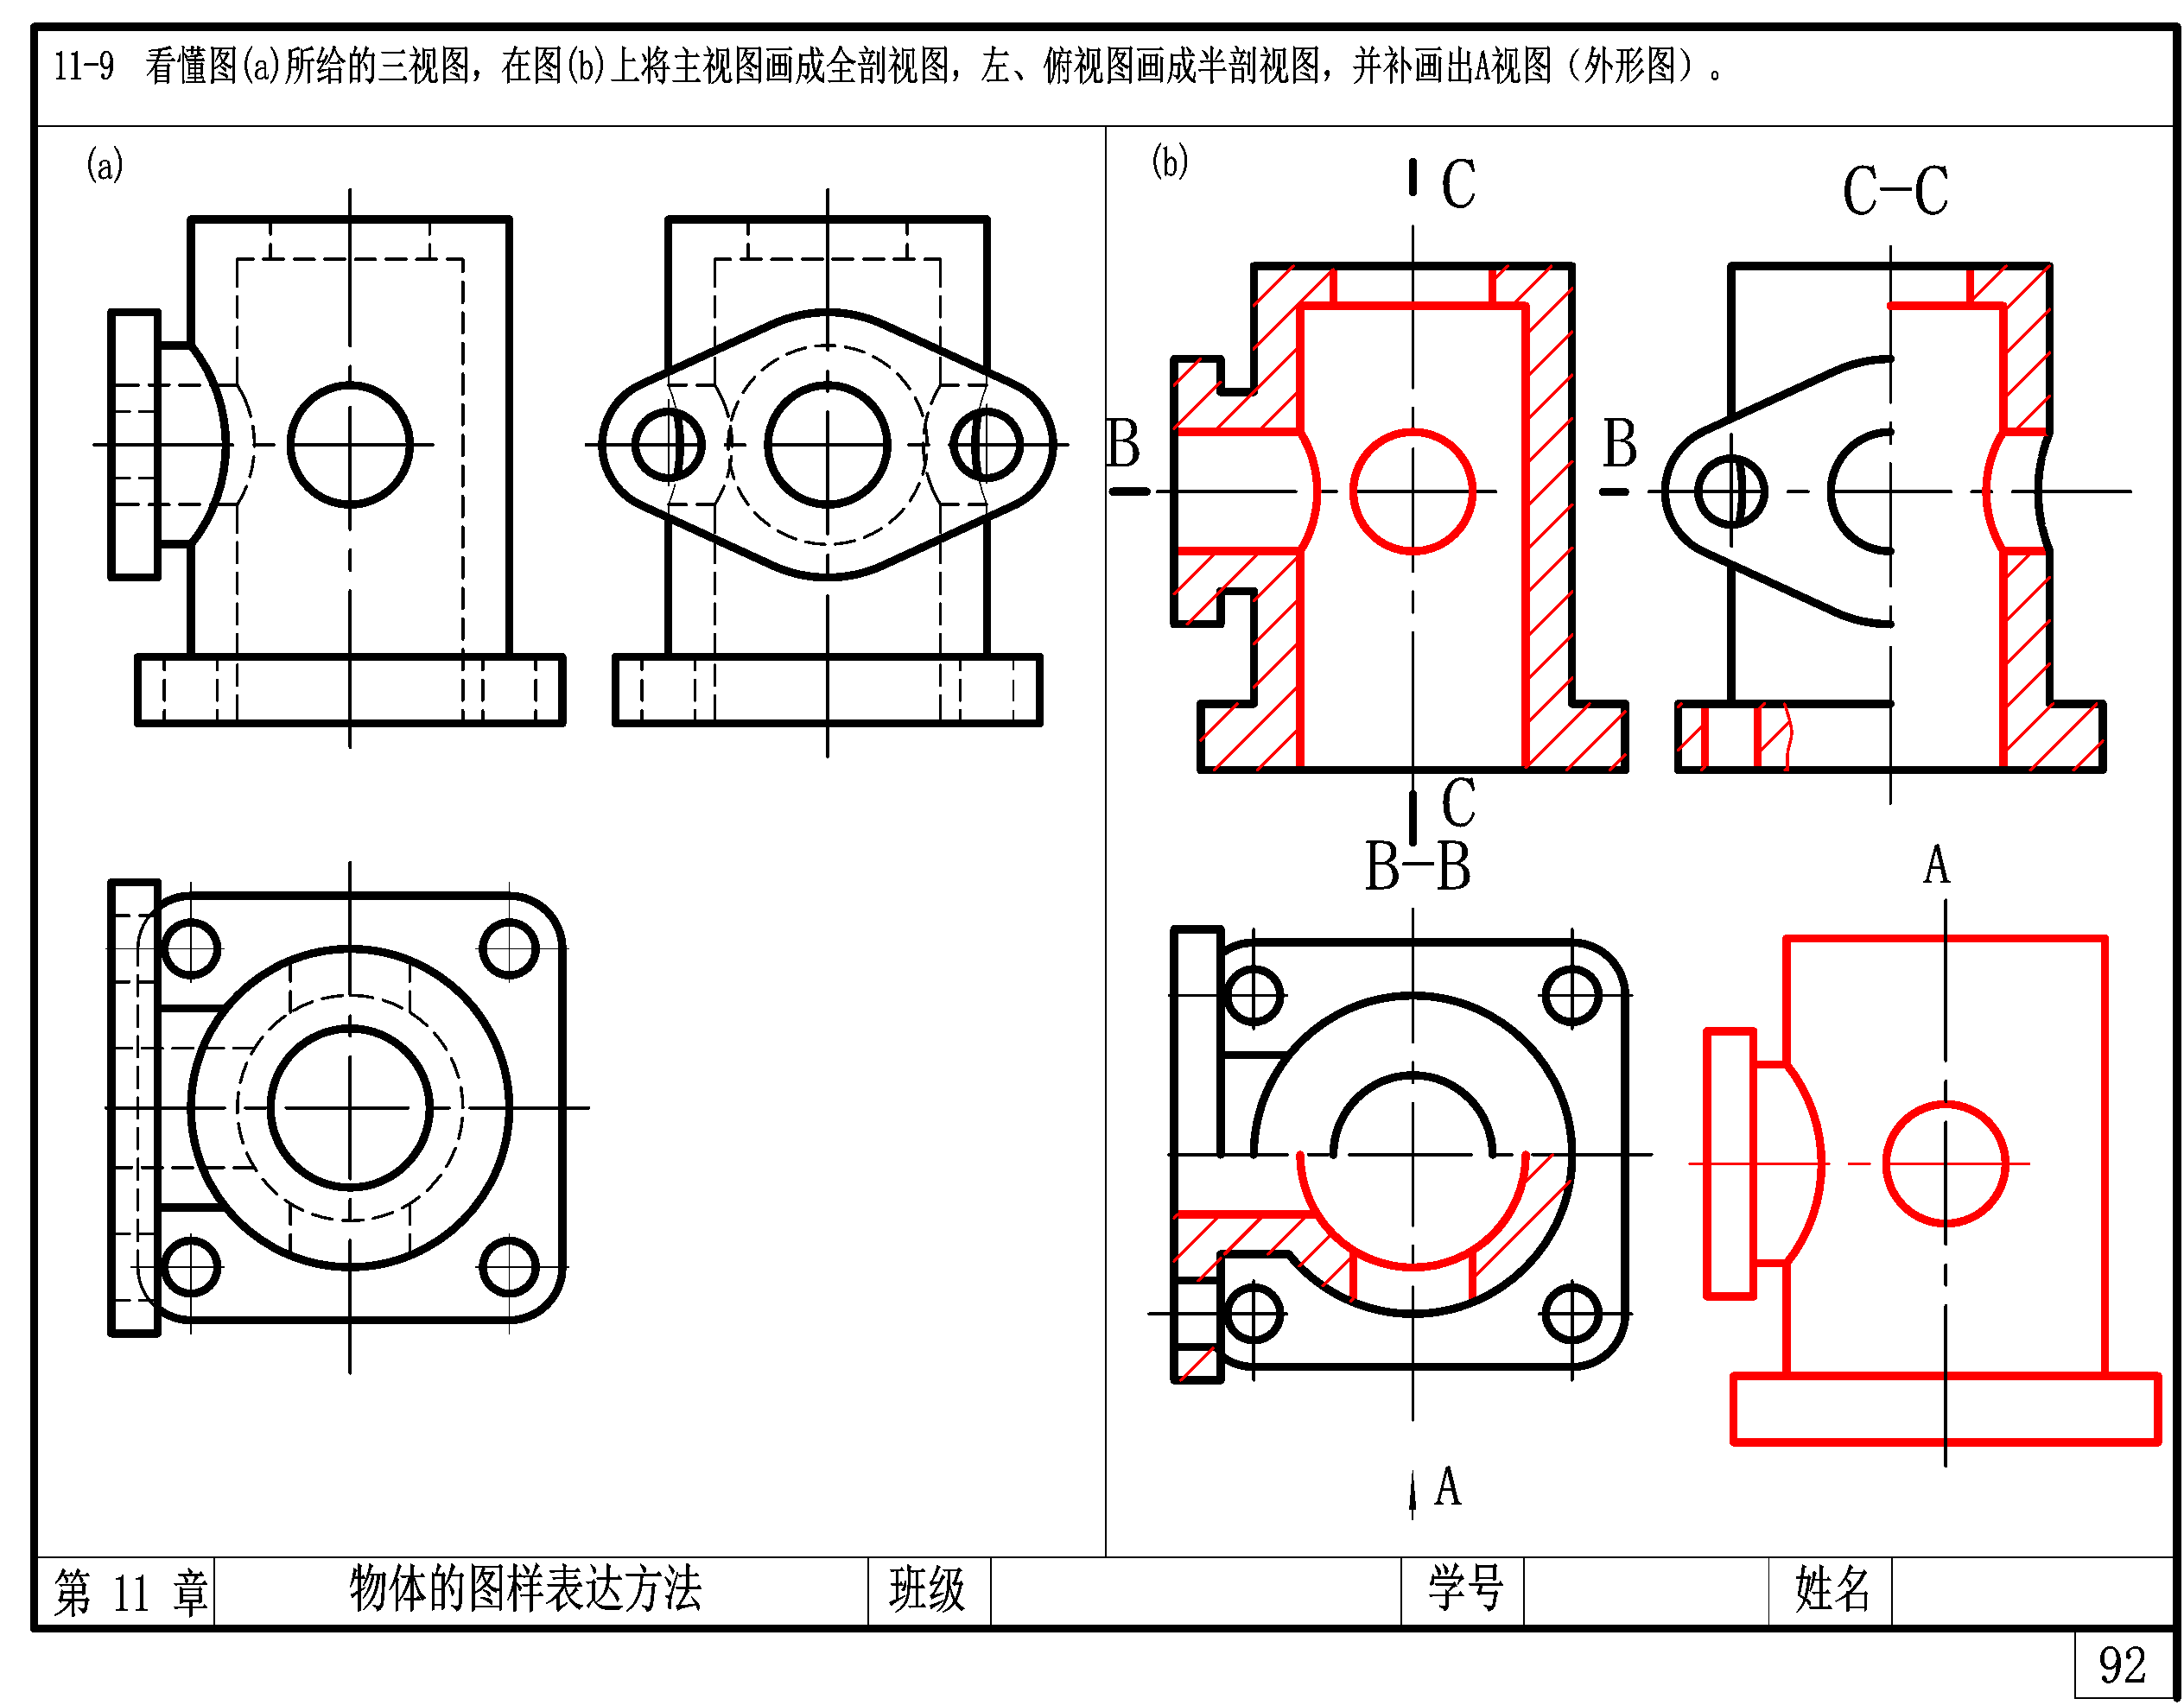 11-9 看懂图(a)所给的三视图，在图(b)上将主视图画成全剖视图，左、俯视图画成半剖视图，并补画出A视图（外形图）。
(a)
(b)
C
C-C
B
B
C
B-B
A
A
第 11 章 物体的图样表达方法 班级 学号 姓名
92